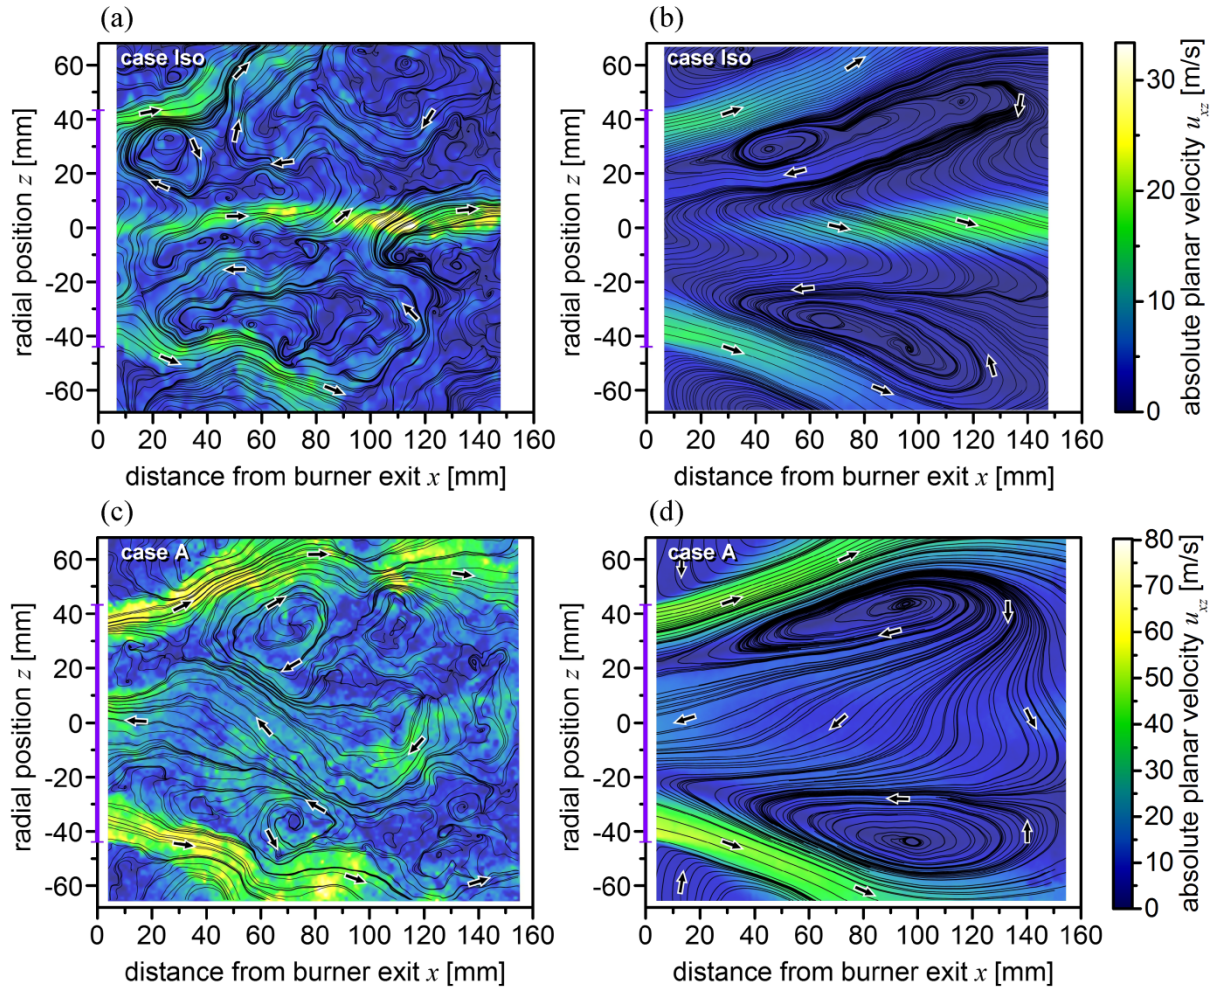 (a)
(b)
case Iso
case Iso
60
40
20
0
-20
-40
-60
radial position z [mm]
0 20 40 60 80 100 120 140 160
distance from burner exit x [mm]
60
40
20
0
-20
-40
-60
radial position z [mm]
0 20 40 60 80 100 120 140 160
distance from burner exit x [mm]
30
20
10
0
absolute planar velocity uxz [m/s]
(c)
(d)
case A
case A
60
40
20
0
-20
-40
-60
radial position z [mm]
0 20 40 60 80 100 120 140 160
distance from burner exit x [mm]
60
40
20
0
-20
-40
-60
radial position z [mm]
0 20 40 60 80 100 120 140 160
distance from burner exit x [mm]
80
70
60
50
40
30
20
10
0
absolute planar velocity uxz [m/s]